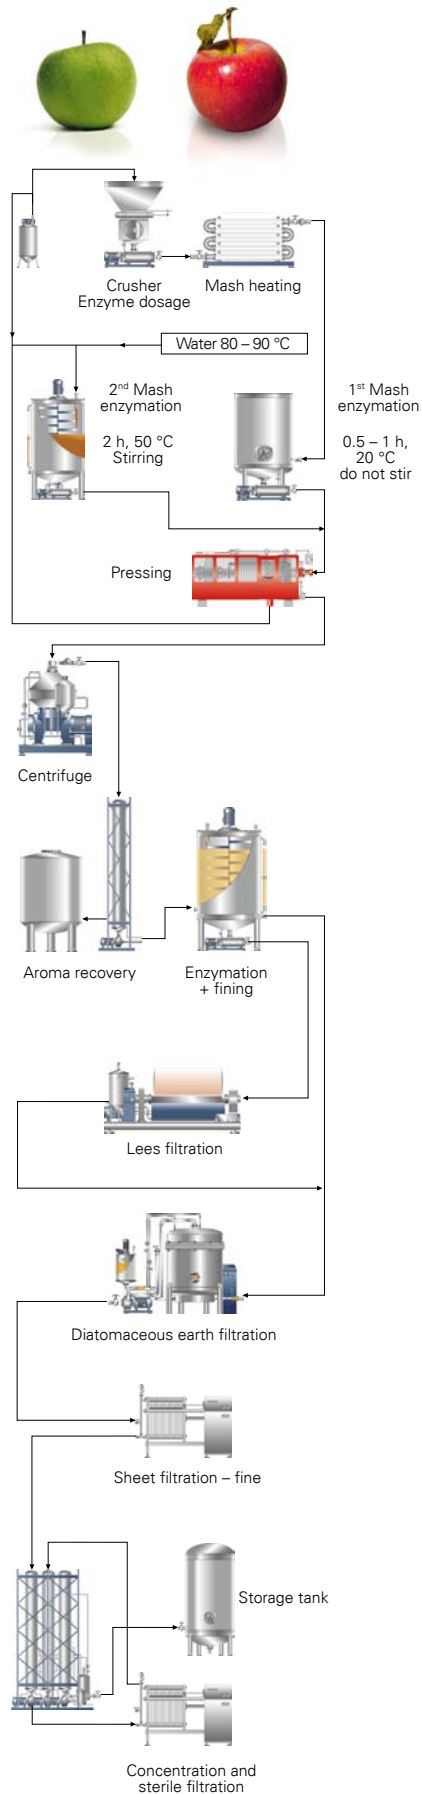 Crusher
Enzyme dosage
Mash heating
Water 80 – 90 °C
2nd Mash
enzymation
2 h, 50 °C
Stirring
1st Mash
enzymation
0.5 – 1 h,
20 °C
do not stir
Pressing
Centrifuge
Aroma recovery
Enzymation
+ fining
Lees filtration
Diatomaceous earth filtration
Sheet filtration – fine
Storage tank
Concentration and
sterile filtration